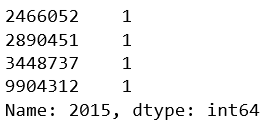 2466052    1
2890451    1
3448737    1
9904312    1
Name: 2015, dtype: int64